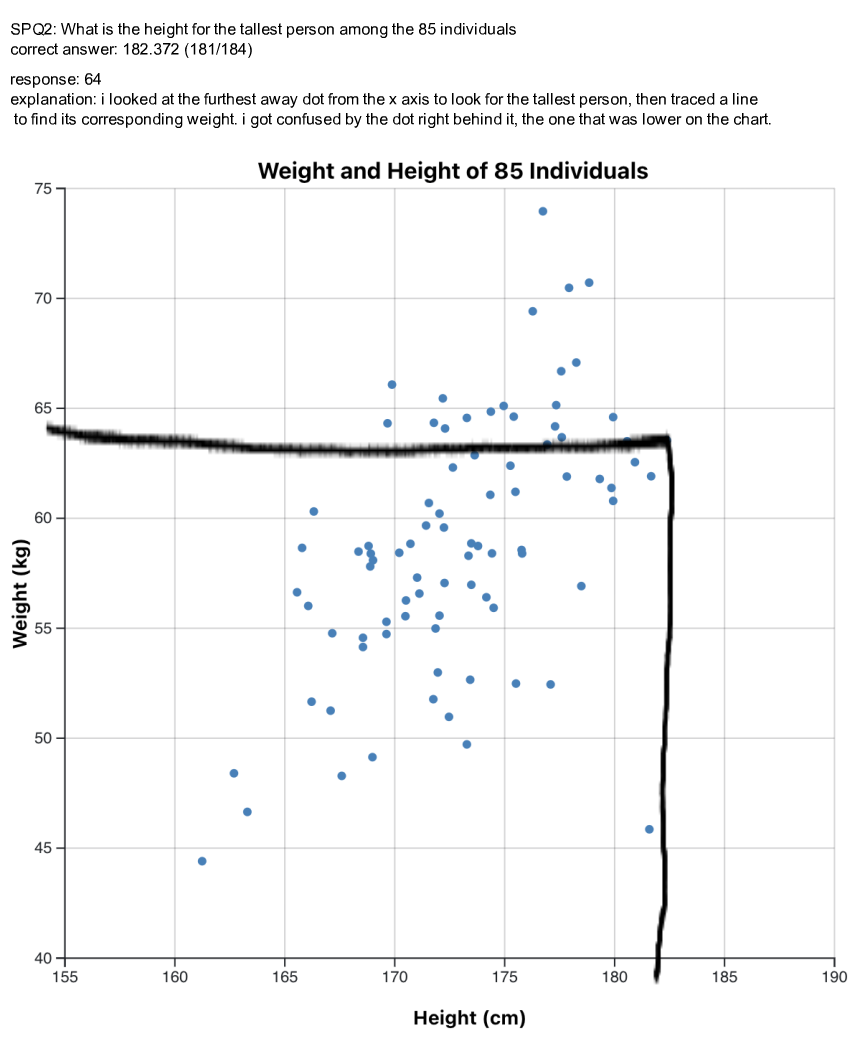 SPQ2: What is the height for the tallest person among the 85 individuals
correct answer: 182.372 (181/184)
response: 64
explanation: i looked at the furthest away dot from the x axis to look for the tallest person, then traced a line
to find its corresponding weight. i got confused by the dot right behind it, the one that was lower on the chart.
Weight and Height of 85 Individuals
75
70
65
60
55
50
45
40
Weight (kg)
155 160 165 170 175 180 185 190
Height (cm)